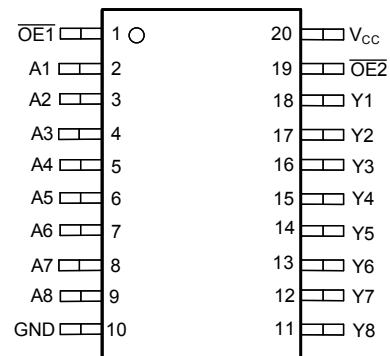 OE1 1 20 VCC
A1 2 19 OE2
A2 3 18 Y1
A3 4 17 Y2
A4 5 16 Y3
A5 6 15 Y4
A6 7 14 Y5
A7 8 13 Y6
A8 9 12 Y7
GND 10 11 Y8